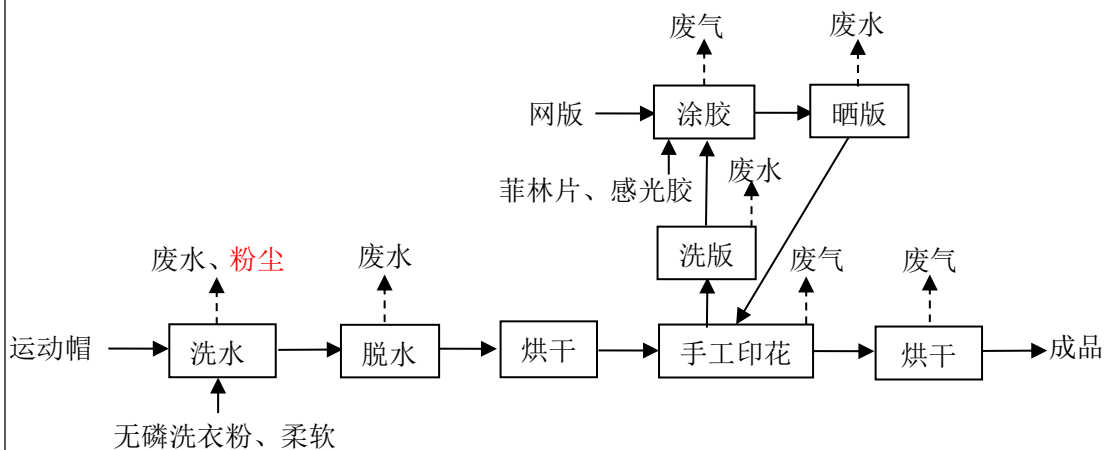 废气
废水
网版
涂胶
晒版
菲林片、感光胶
废水
洗版
废水、粉尘
废水
废气
废气
运动帽
洗水
脱水
烘干
手工印花
烘干
成品
无磷洗衣粉、柔软